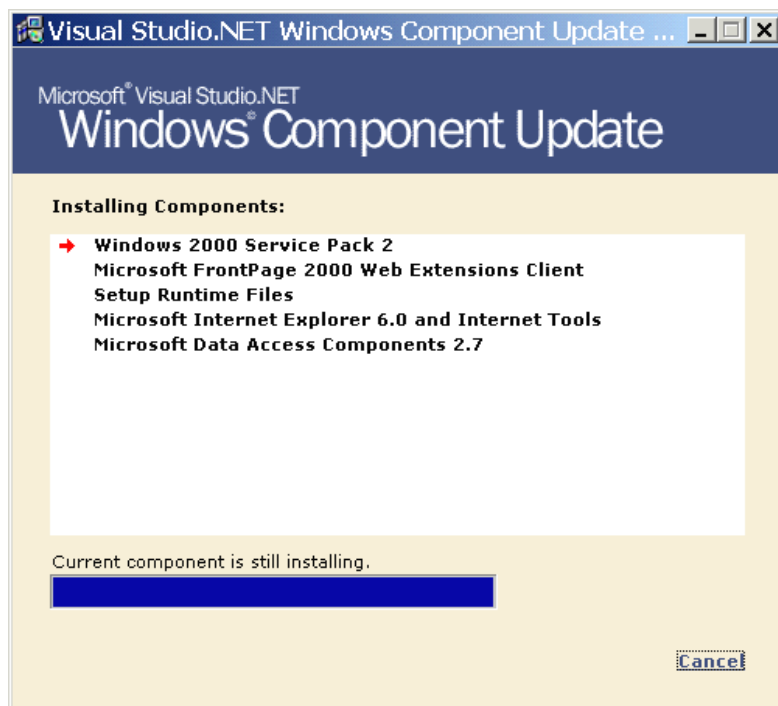 Visual Studio.NET Windows Component Update ...
Microsoft® Visual Studio.NET
Windows® Component Update
Installing Components:
Windows 2000 Service Pack 2
Microsoft FrontPage 2000 Web Extensions Client
Setup Runtime Files
Microsoft Internet Explorer 6.0 and Internet Tools
Microsoft Data Access Components 2.7
Current component is still installing.
Cancel